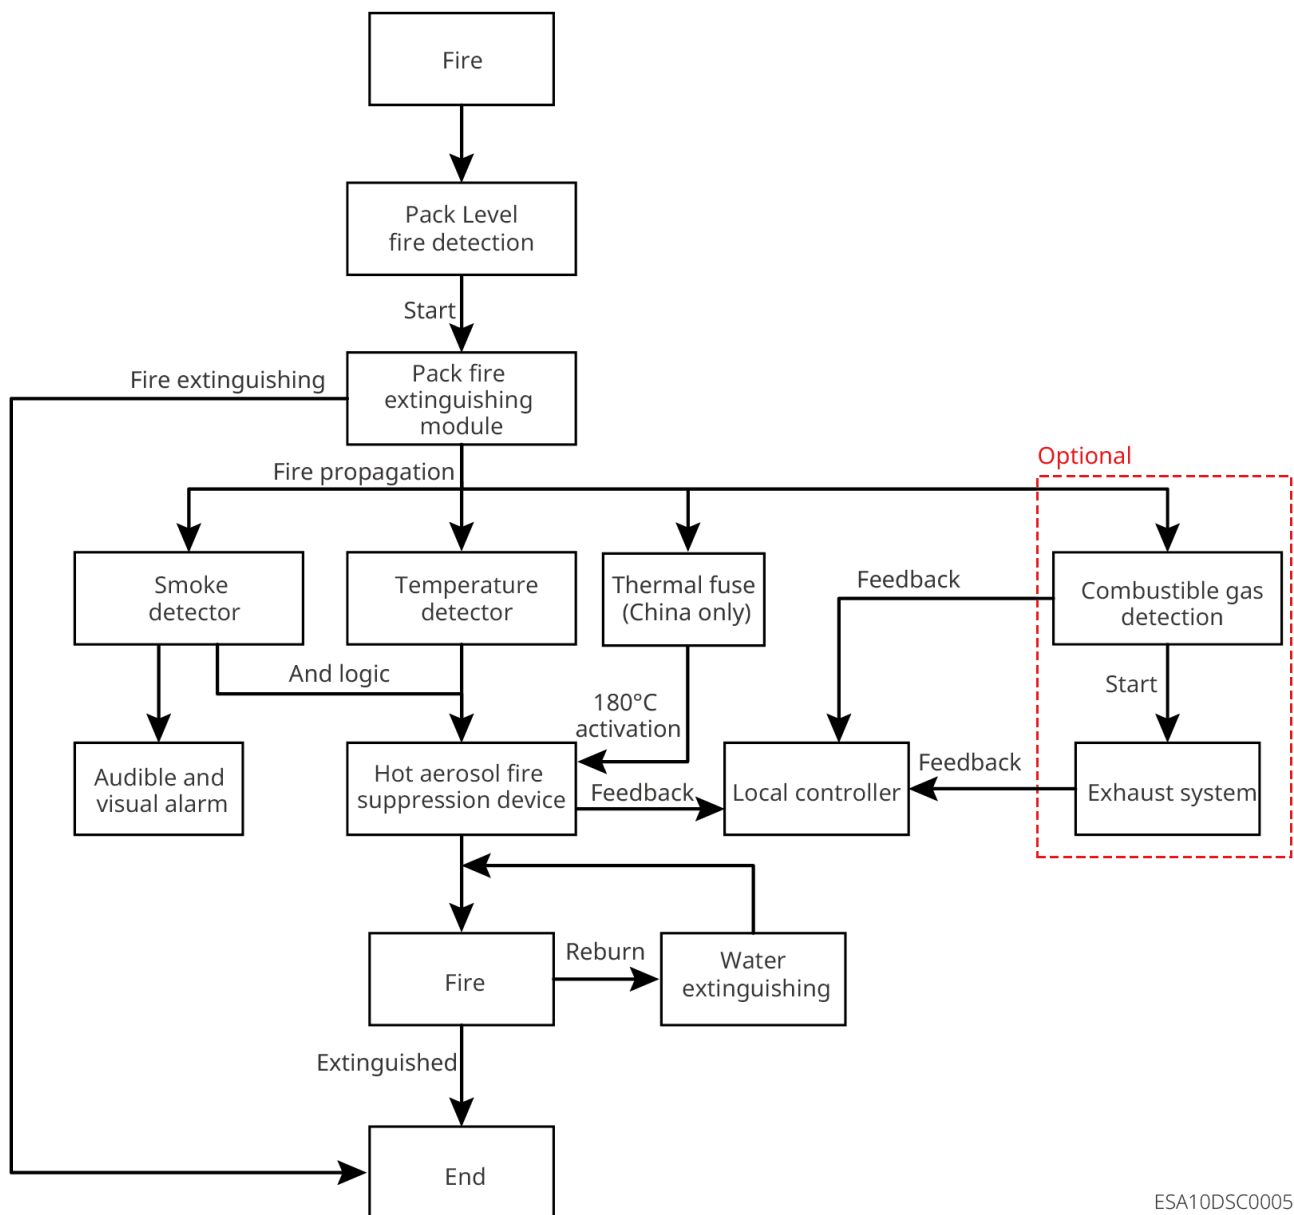 Fire
Pack Level
fire detection
Start
Fire extinguishing
Pack fire
extinguishing
module
Fire propagation
Optional
Smoke
detector
Temperature
detector
Thermal fuse
(China only)
Feedback
Combustible gas
detection
And logic
180°C
activation
Start
Audible and
visual alarm
Hot aerosol fire
suppression device
Feedback
Local controller
Feedback
Exhaust system
Fire
Reburn
Water
extinguishing
Extinguished
End
ESA10DSC0005